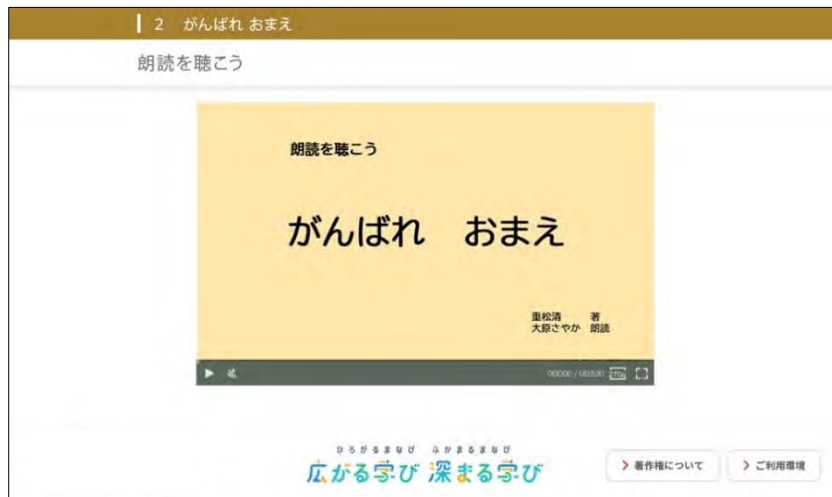 2 がんばれ おまえ
朗読を聴こう
朗読を聴こう
がんばれ おまえ
重松清 著
大原さやか 朗読
ひろがるまなび ふかまるまなび
広がる学び 深まる学び
著作権について
ご利用環境